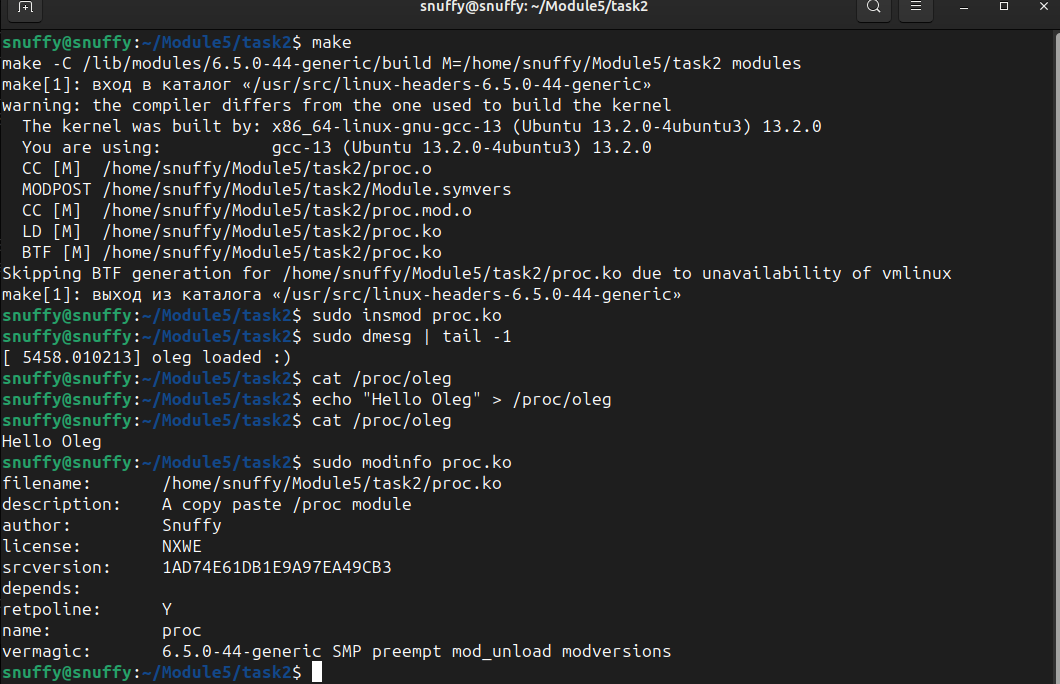 snuffy@snuffy: ~/Module5/task2
snuffy@snuffy:~/Module5/task2$ make
make -C /lib/modules/6.5.0-44-generic/build M=/home/snuffy/Module5/task2 modules
make[1]: вход в каталог «/usr/src/linux-headers-6.5.0-44-generic»
warning: the compiler differs from the one used to build the kernel
  The kernel was built by: x86_64-linux-gnu-gcc-13 (Ubuntu 13.2.0-4ubuntu3) 13.2.0
  You are using:           gcc-13 (Ubuntu 13.2.0-4ubuntu3) 13.2.0
  CC [M]  /home/snuffy/Module5/task2/proc.o
  MODPOST /home/snuffy/Module5/task2/Module.symvers
  CC [M]  /home/snuffy/Module5/task2/proc.mod.o
  LD [M]  /home/snuffy/Module5/task2/proc.ko
  BTF [M] /home/snuffy/Module5/task2/proc.ko
Skipping BTF generation for /home/snuffy/Module5/task2/proc.ko due to unavailability of vmlinux
make[1]: выход из каталога «/usr/src/linux-headers-6.5.0-44-generic»
snuffy@snuffy:~/Module5/task2$ sudo insmod proc.ko
snuffy@snuffy:~/Module5/task2$ sudo dmesg | tail -1
[ 5458.010213] oleg loaded :)
snuffy@snuffy:~/Module5/task2$ cat /proc/oleg
snuffy@snuffy:~/Module5/task2$ echo "Hello Oleg" > /proc/oleg
snuffy@snuffy:~/Module5/task2$ cat /proc/oleg
Hello Oleg
snuffy@snuffy:~/Module5/task2$ sudo modinfo proc.ko
filename:       /home/snuffy/Module5/task2/proc.ko
description:    A copy paste /proc module
author:         Snuffy
license:        NXWE
srcversion:     1AD74E61DB1E9A97EA49CB3
depends:
retpoline:      Y
name:           proc
vermagic:       6.5.0-44-generic SMP preempt mod_unload modversions
snuffy@snuffy:~/Module5/task2$